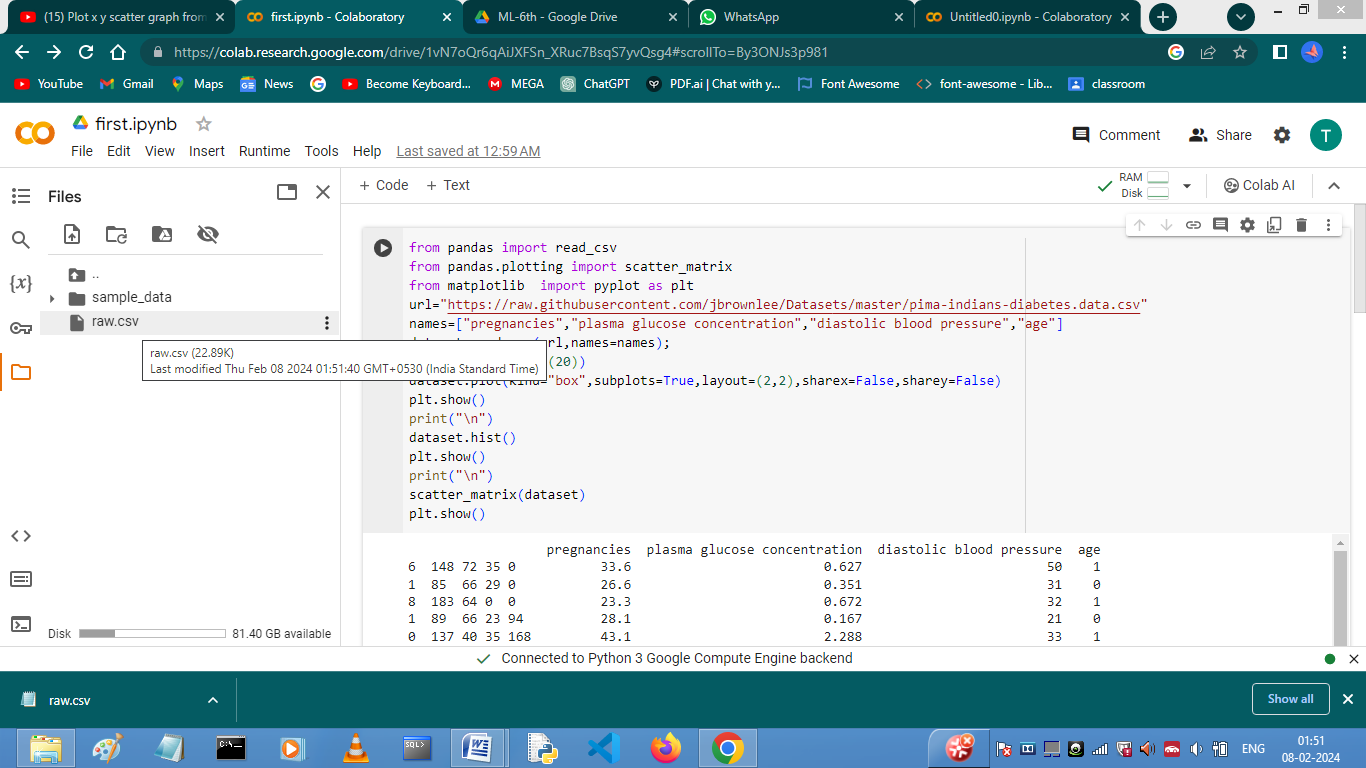 (15) Plot x y scatter graph from
first.ipynb - Colaboratory
ML-6th - Google Drive
WhatsApp
Untitled0.ipynb - Colaboratory
https://colab.research.google.com/drive/1vN7oQr6qAiJXFSn_XRuc7BsqS7yvQsg4#scrollTo=By3ONJs3p981
YouTube
Gmail
Maps
News
Become Keyboard...
MEGA
ChatGPT
PDF.ai | Chat with y...
Font Awesome
font-awesome - Lib...
classroom
first.ipynb
Comment
Share
T
File Edit View Insert Runtime Tools Help Last saved at 12:59 AM
Files
+ Code + Text
RAM
Disk
Colab AI
..
sample_data
raw.csv
raw.csv (22.89K)
Last modified Thu Feb 08 2024 01:51:40 GMT+0530 (India Standard Time)
from pandas import read_csv
from pandas.plotting import scatter_matrix
from matplotlib  import pyplot as plt
url="https://raw.githubusercontent.com/jbrownlee/Datasets/master/pima-indians-diabetes.data.csv"
names=["pregnancies","plasma glucose concentration","diastolic blood pressure","age"]
rl,names=names);
(20))
dataset.plot(kind="box",subplots=True,layout=(2,2),sharex=False,sharey=False)
plt.show()
print("\n")
dataset.hist()
plt.show()
print("\n")
scatter_matrix(dataset)
plt.show()
pregnancies  plasma glucose concentration  diastolic blood pressure  age
6  148 72 35 0  33.6  0.627  50  1
1  85  66 29 0  26.6  0.351  31  0
8  183 64 0  0  23.3  0.672  32  1
1  89  66 23 94  28.1  0.167  21  0
0  137 40 35 168  43.1  2.288  33  1
Disk 81.40 GB available
Connected to Python 3 Google Compute Engine backend
raw.csv
Show all
C:\_
SQL>
W
ENG
01:51
08-02-2024